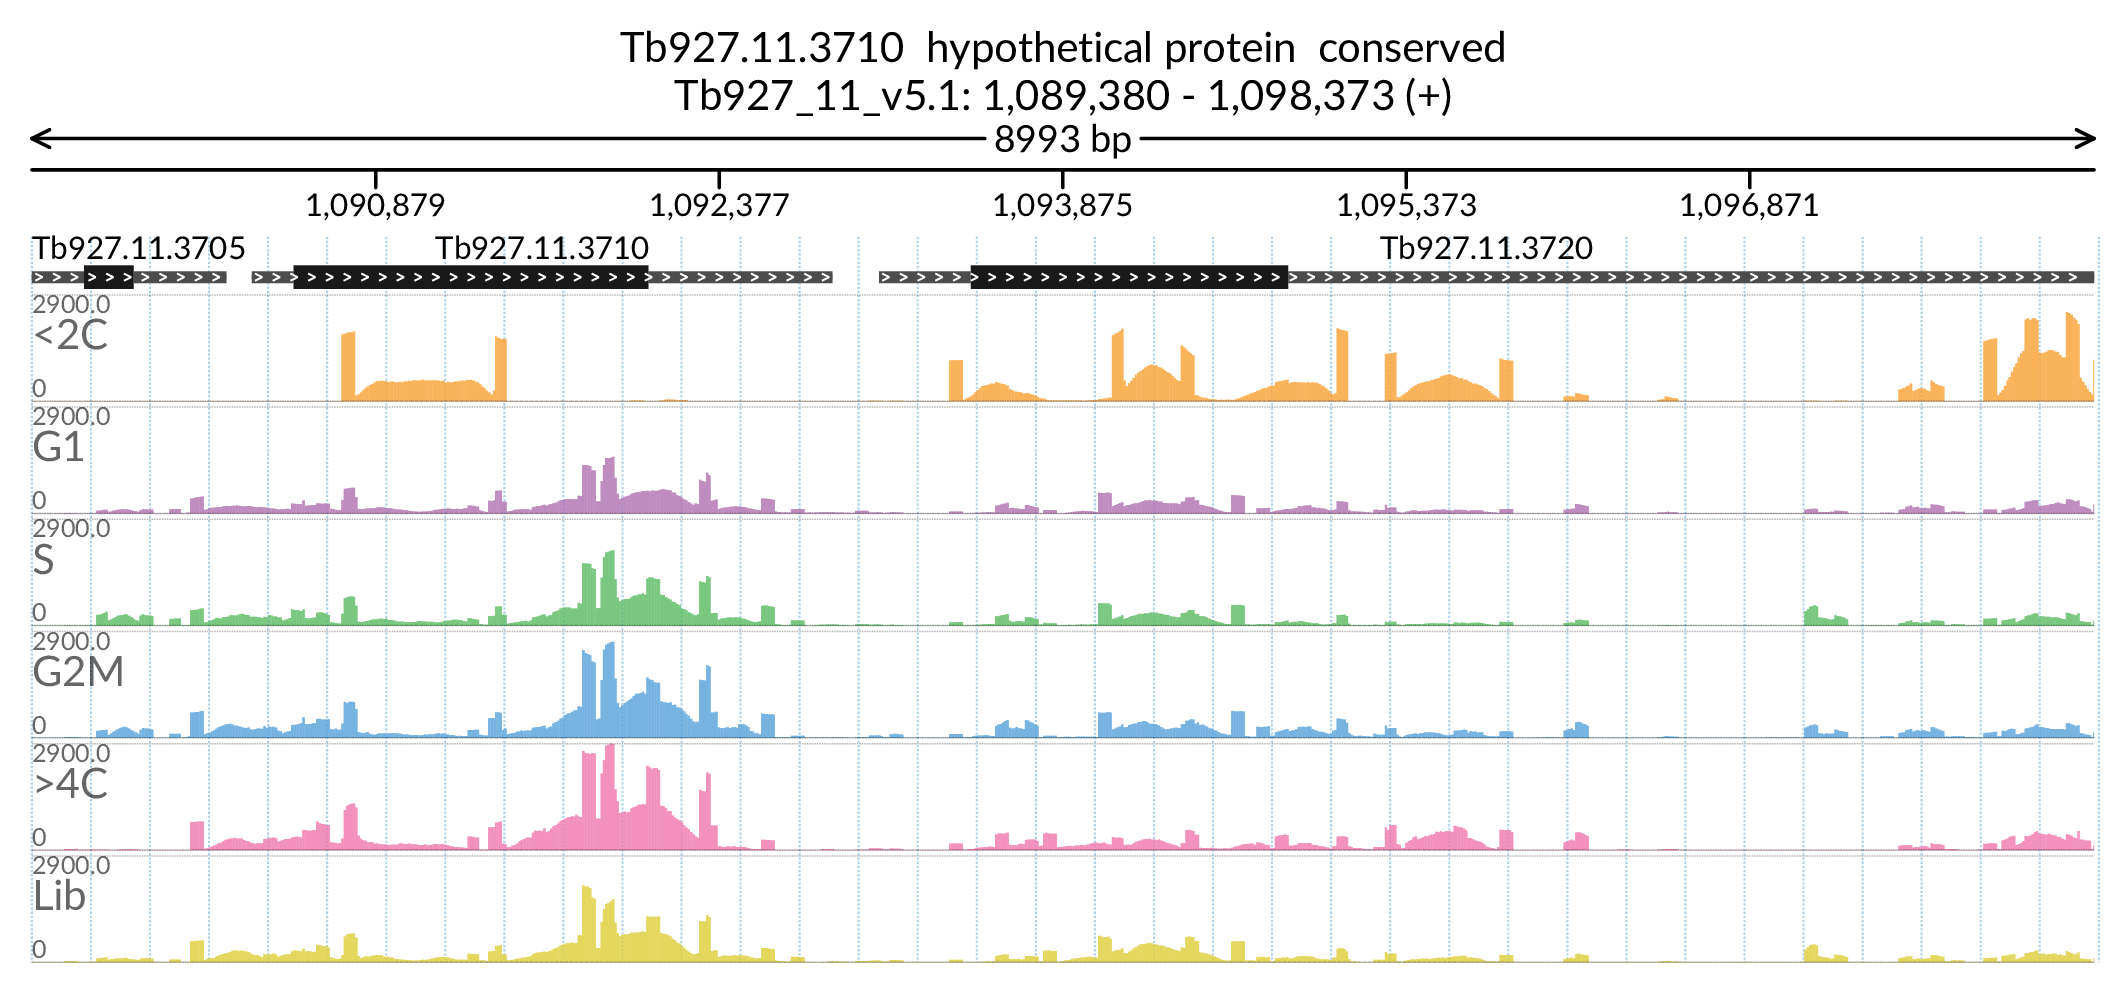 Tb927.11.3710 hypothetical protein conserved
Tb927_11_v5.1: 1,089,380 - 1,098,373 (+)
8993 bp
1,090,879 1,092,377 1,093,875 1,095,373 1,096,871
Tb927.11.3705 Tb927.11.3710 Tb927.11.3720
2900.0
<2C
0
2900.0
G1
0
2900.0
S
0
2900.0
G2M
0
2900.0
>4C
0
2900.0
Lib
0